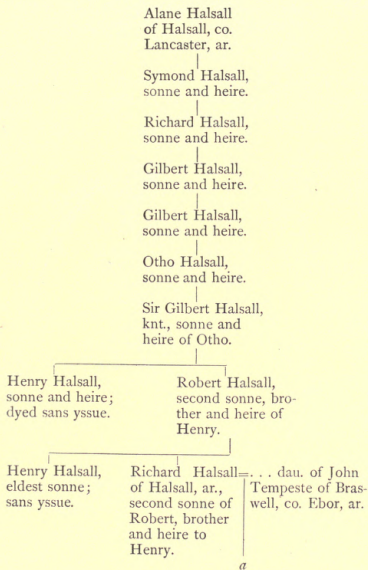 Alane Halsall
of Halsall, co.
Lancaster, ar.
Symond Halsall,
sonne and heire.
Richard Halsall,
sonne and heire.
Gilbert Halsall,
sonne and heire.
Gilbert Halsall,
sonne and heire.
Otho Halsall,
sonne and heire.
Sir Gilbert Halsall,
knt., sonne and
heire of Otho.
Henry Halsall,
sonne and heire;
dyed sans yssue.
Robert Halsall,
second sonne, bro-
ther and heire of
Henry.
Henry Halsall,
eldest sonne;
sans yssue.
Richard Halsall
of Halsall, ar.,
second sonne of
Robert, brother
and heire to
Henry.
=. . . dau. of John
Tempeste of Bras-
well, co. Ebor, ar.
a